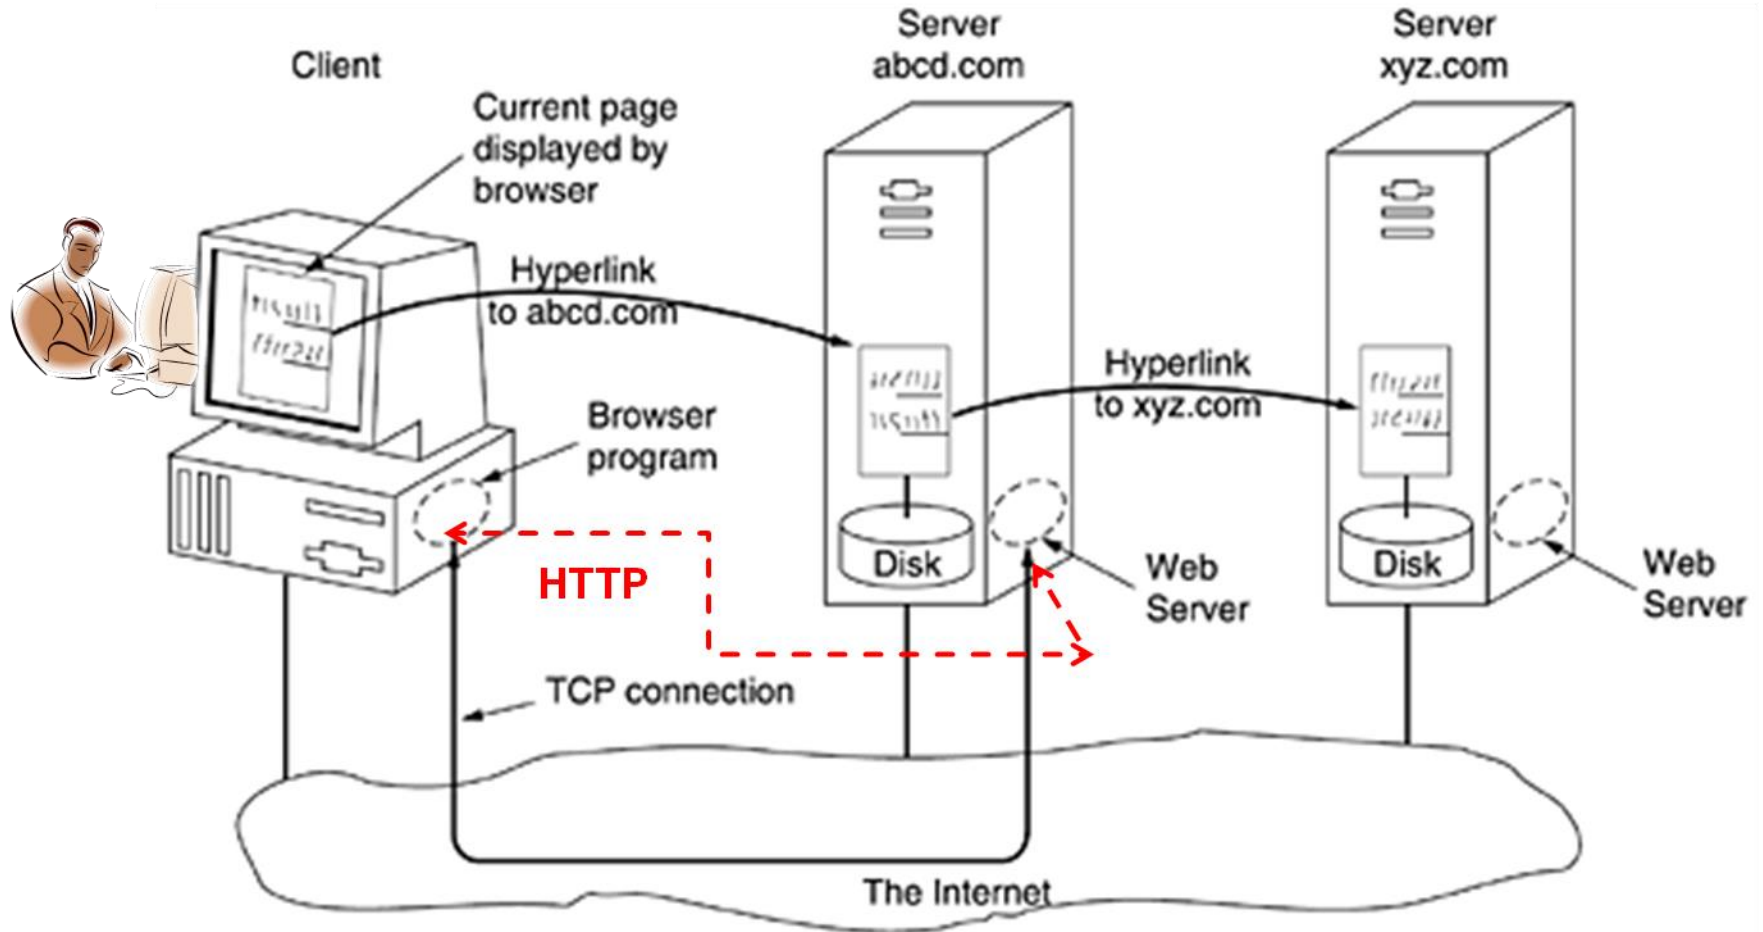 Client
Current page
displayed by
browser
Hyperlink
to abcd.com
Browser
program
Server
abcd.com
Server
xyz.com
Hyperlink
to xyz.com
Disk
Web
Server
Disk
Web
Server
HTTP
TCP connection
The Internet